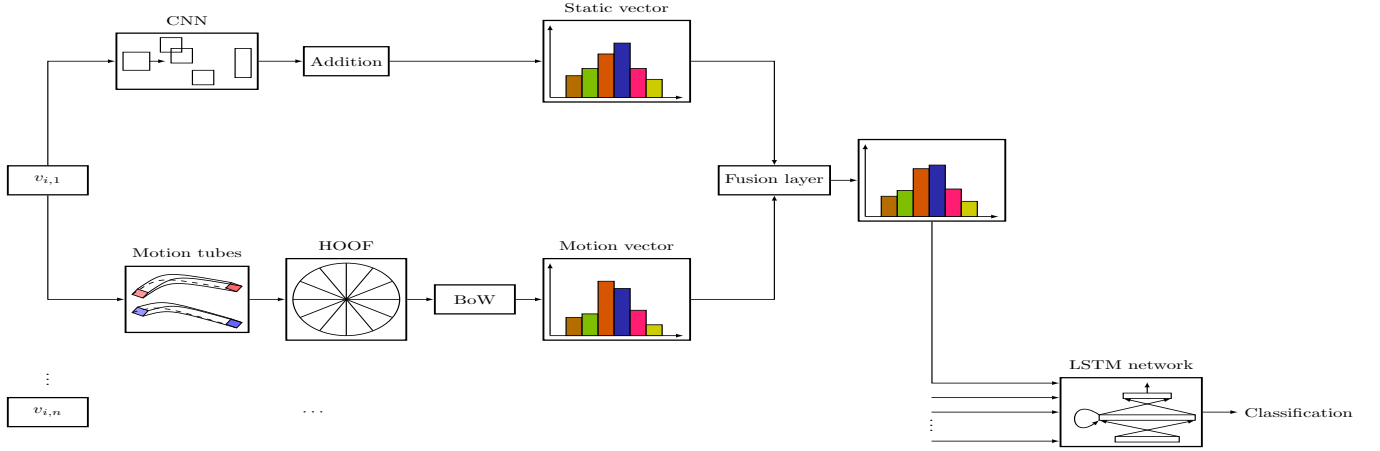 CNN
Static vector
Addition
v_{i,1}
Fusion layer
Motion tubes
HOOF
Motion vector
BoW
⋮
LSTM network
v_{i,n}
...
⋮
Classification